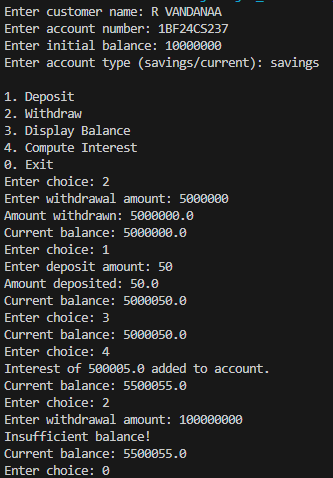 Enter customer name: R VANDANAA
Enter account number: 1BF24CS237
Enter initial balance: 10000000
Enter account type (savings/current): savings

1. Deposit
2. Withdraw
3. Display Balance
4. Compute Interest
0. Exit
Enter choice: 2
Enter withdrawal amount: 5000000
Amount withdrawn: 5000000.0
Current balance: 5000000.0
Enter choice: 1
Enter deposit amount: 50
Amount deposited: 50.0
Current balance: 5000050.0
Enter choice: 3
Current balance: 5000050.0
Enter choice: 4
Interest of 500005.0 added to account.
Current balance: 5500055.0
Enter choice: 2
Enter withdrawal amount: 100000000
Insufficient balance!
Current balance: 5500055.0
Enter choice: 0